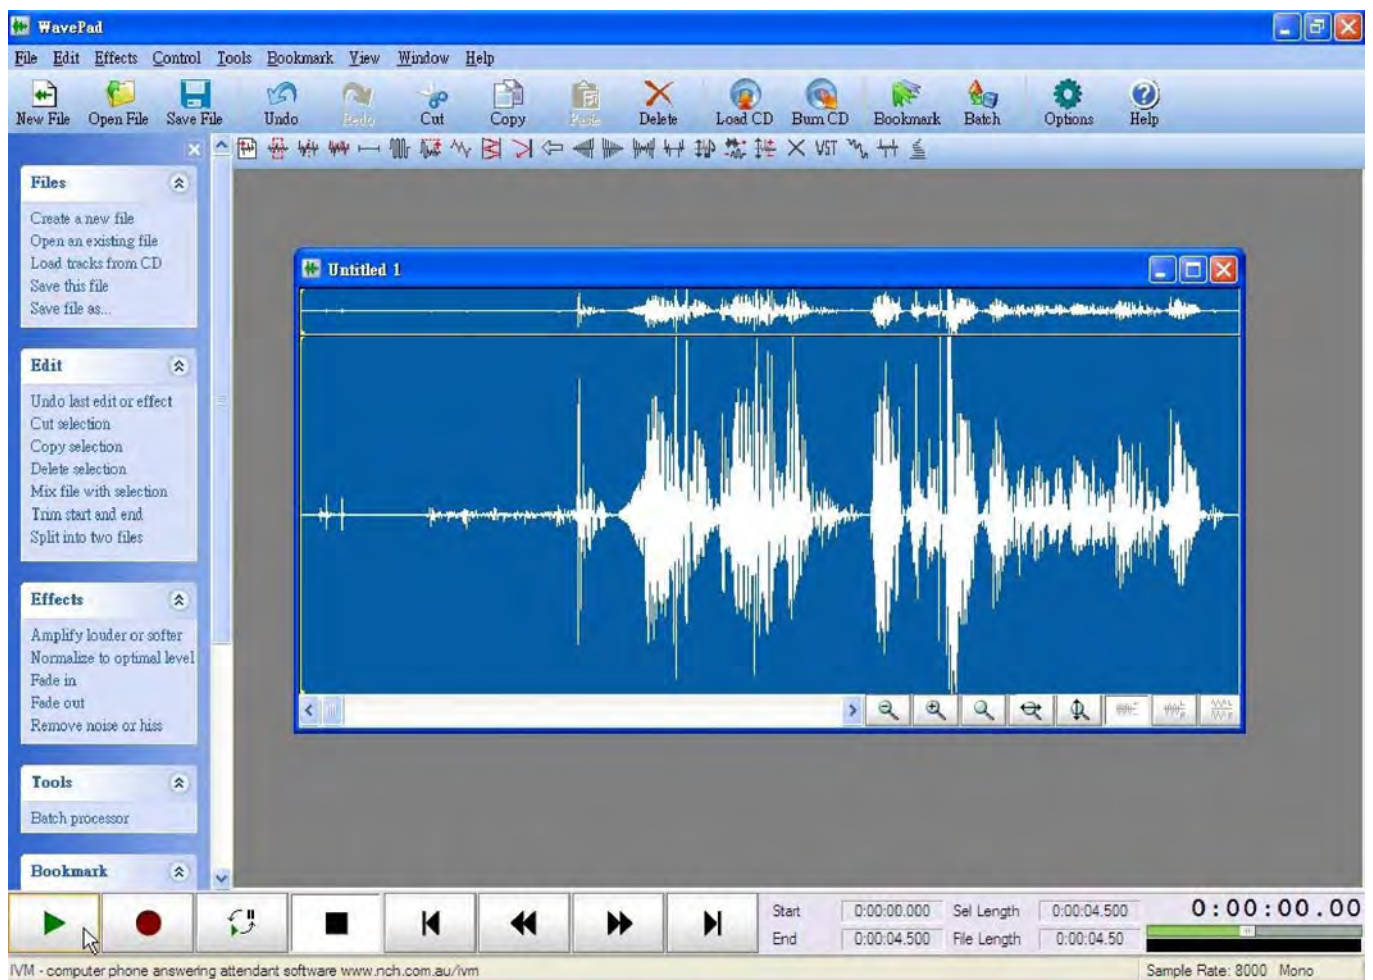 WavePad
File Edit Effects Control Tools Bookmark View Window Help
New File Open File Save File Undo Redo Cut Copy Paste Delete Load CD Burn CD Bookmark Batch Options Help
VST
Files
Create a new file
Open an existing file
Load tracks from CD
Save this file
Save file as...
Edit
Undo last edit or effect
Cut selection
Copy selection
Delete selection
Mix file with selection
Trim start and end
Split into two files
Effects
Amplify louder or softer
Normalize to optimal level
Fade in
Fade out
Remove noise or hiss
Tools
Batch processor
Bookmark
Untitled 1
Start 0:00:00.000 Sel Length 0:00:04.500 0:00:00.00
End 0:00:04.500 File Length 0:00:04.50
IVM - computer phone answering attendant software www.nch.com.au/ivm Sample Rate: 8000 Mono